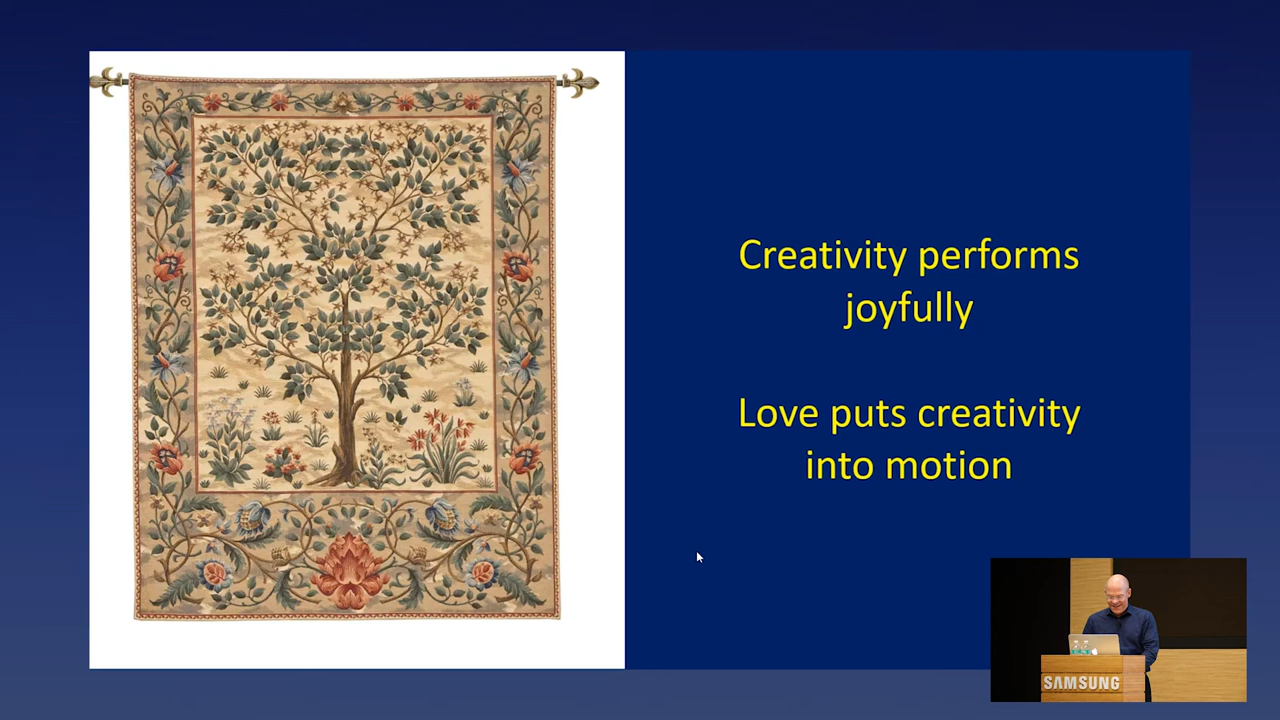 Creativity performs
joyfully
Love puts creativity
into motion
SAMSUNG